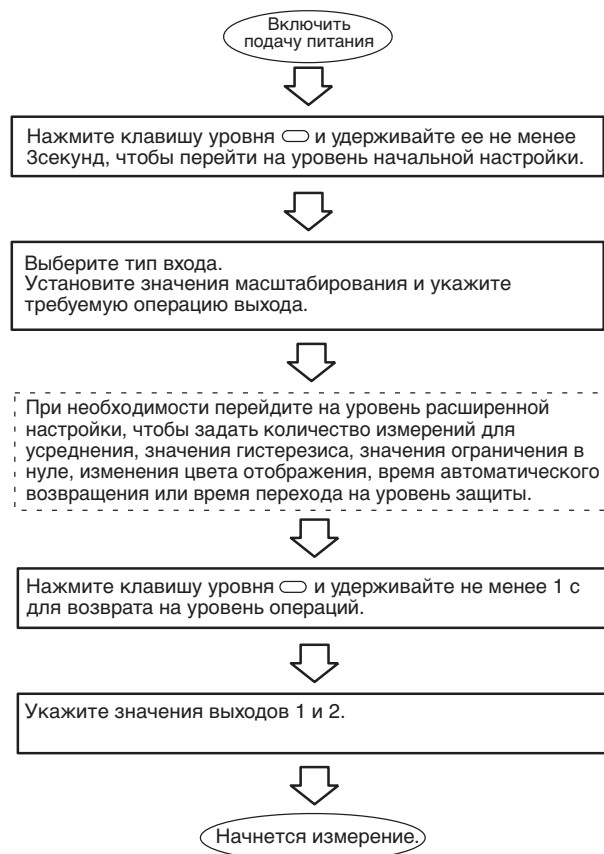 Включить
подачу питания
Нажмите клавишу уровня и удерживайте ее не менее
3секунд, чтобы перейти на уровень начальной настройки.
Выберите тип входа.
Установите значения масштабирования и укажите
требуемую операцию выхода.
При необходимости перейдите на уровень расширенной
настройки, чтобы задать количество измерений для
усреднения, значения гистерезиса, значения ограничения в
нуле, изменения цвета отображения, время автоматического
возвращения или время перехода на уровень защиты.
Нажмите клавишу уровня и удерживайте не менее 1 с
для возврата на уровень операций.
Укажите значения выходов 1 и 2.
Начнется измерение.